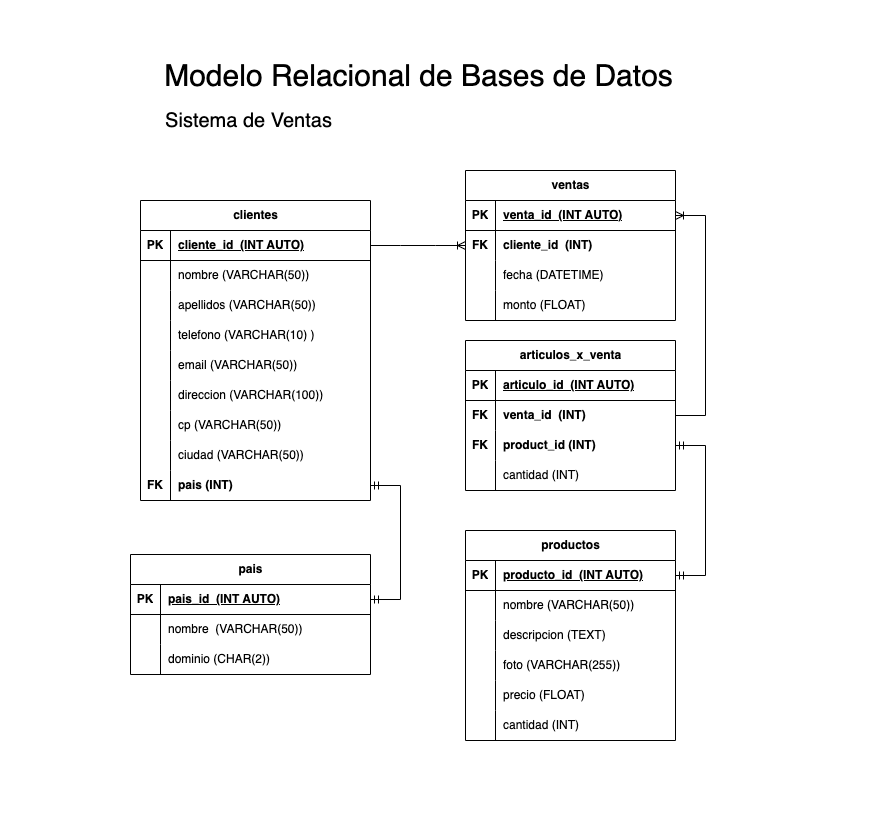 Modelo Relacional de Bases de Datos
Sistema de Ventas
clientes
PK cliente_id (INT AUTO)
nombre (VARCHAR(50))
apellidos (VARCHAR(50))
telefono (VARCHAR(10) )
email (VARCHAR(50))
direccion (VARCHAR(100))
cp (VARCHAR(50))
ciudad (VARCHAR(50))
FK pais (INT)
pais
PK pais_id (INT AUTO)
nombre (VARCHAR(50))
dominio (CHAR(2))
ventas
PK venta_id (INT AUTO)
FK cliente_id (INT)
fecha (DATETIME)
monto (FLOAT)
articulos_x_venta
PK articulo_id (INT AUTO)
FK venta_id (INT)
FK product_id (INT)
cantidad (INT)
productos
PK producto_id (INT AUTO)
nombre (VARCHAR(50))
descripcion (TEXT)
foto (VARCHAR(255))
precio (FLOAT)
cantidad (INT)